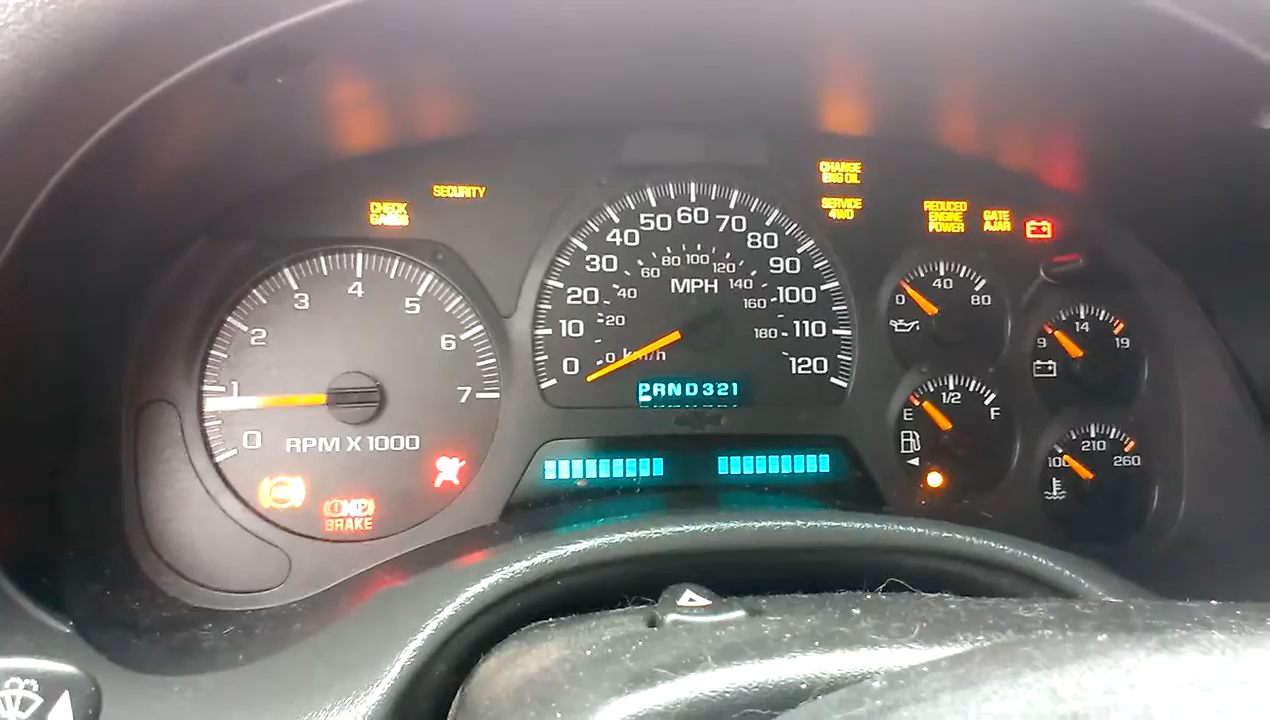 CHANGE
ENG OIL
SECURITY
CHECK
GAGES
SERVICE
4WD
REDUCED
ENGINE
POWER
GATE
AJAR
0 1 2 3 4 5 6 7
RPM X 1000
BRAKE
0 10 20 30 40 50 60 70 80 90 100 110 120
MPH
0 20 40 60 80 100 120 140 160 180
km/h
PRND321
0 40 80
9 14 19
E 1/2 F
100 210 260